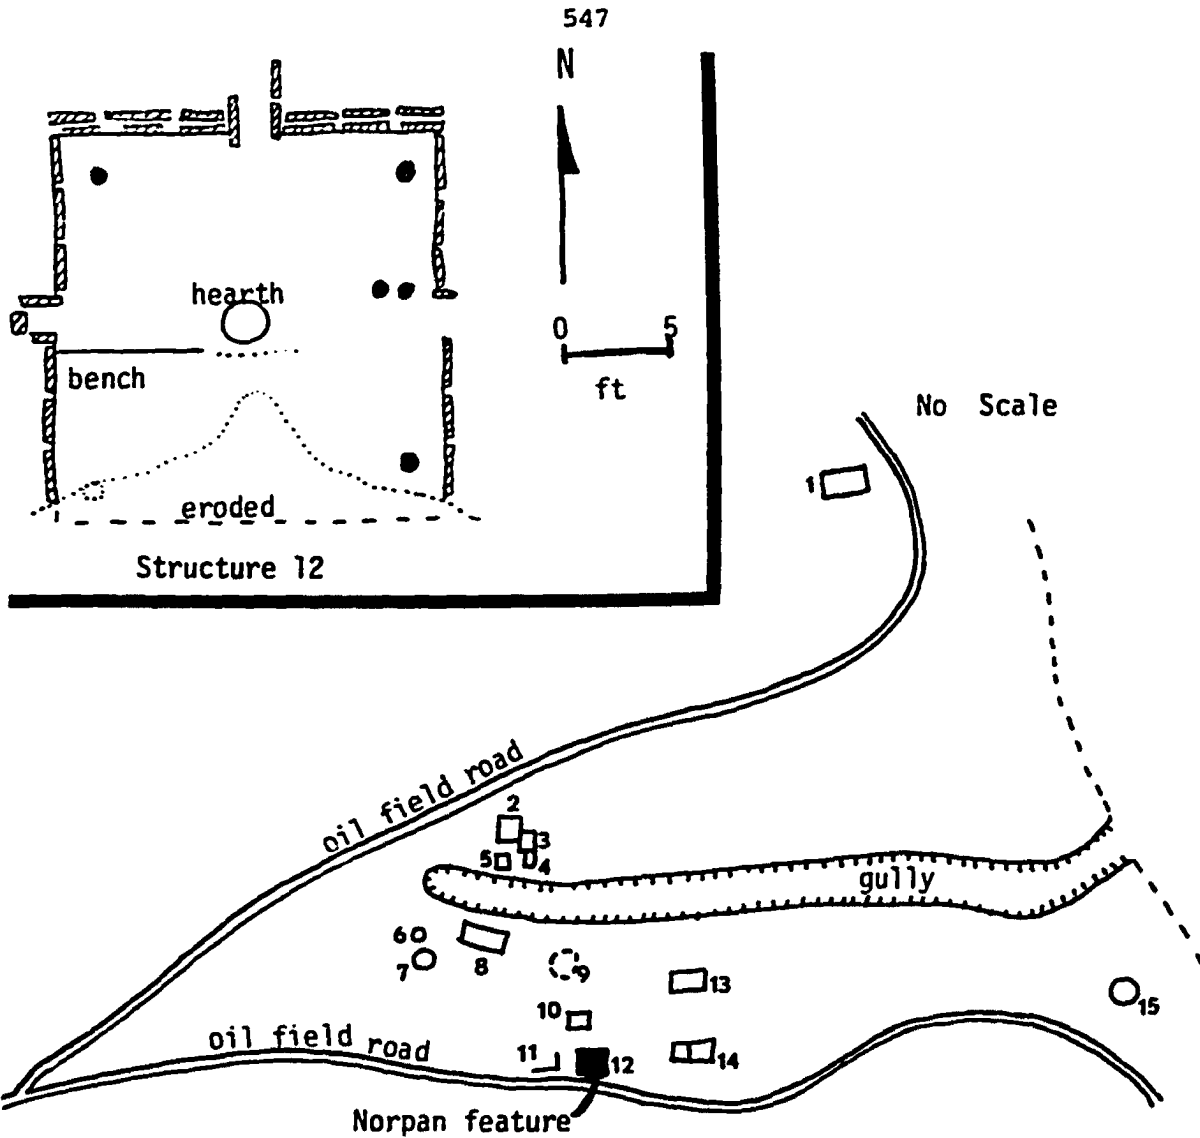 547
N
hearth
0 5
ft
bench
No Scale
1
eroded
Structure 12
oil field road
2
3
5
4
gully
6
7
8
9
13
15
10
oil field road
11
12
14
Norpan feature